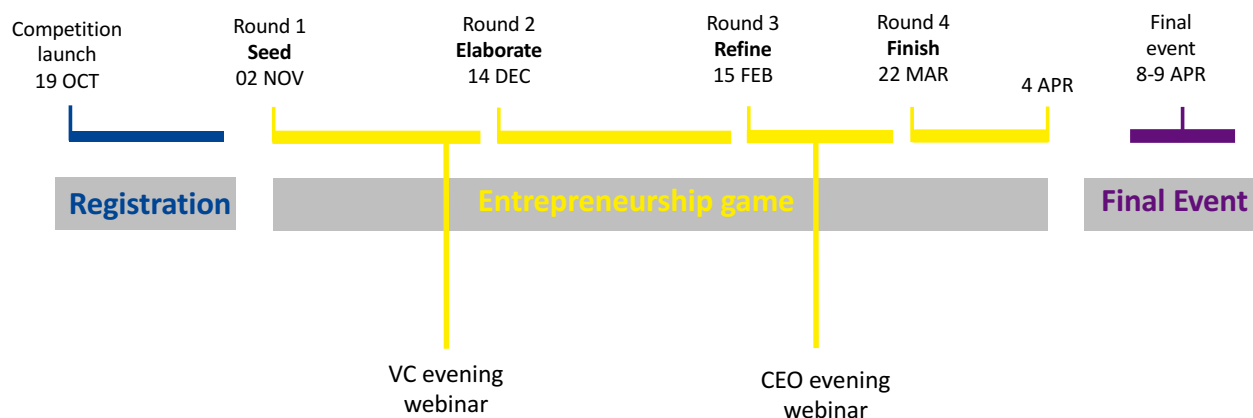 Competition
launch
19 OCT
Round 1
Seed
02 NOV
Round 2
Elaborate
14 DEC
Round 3
Refine
15 FEB
Round 4
Finish
22 MAR
4 APR
Final
event
8-9 APR
Registration
Entrepreneurship game
Final Event
VC evening
webinar
CEO evening
webinar